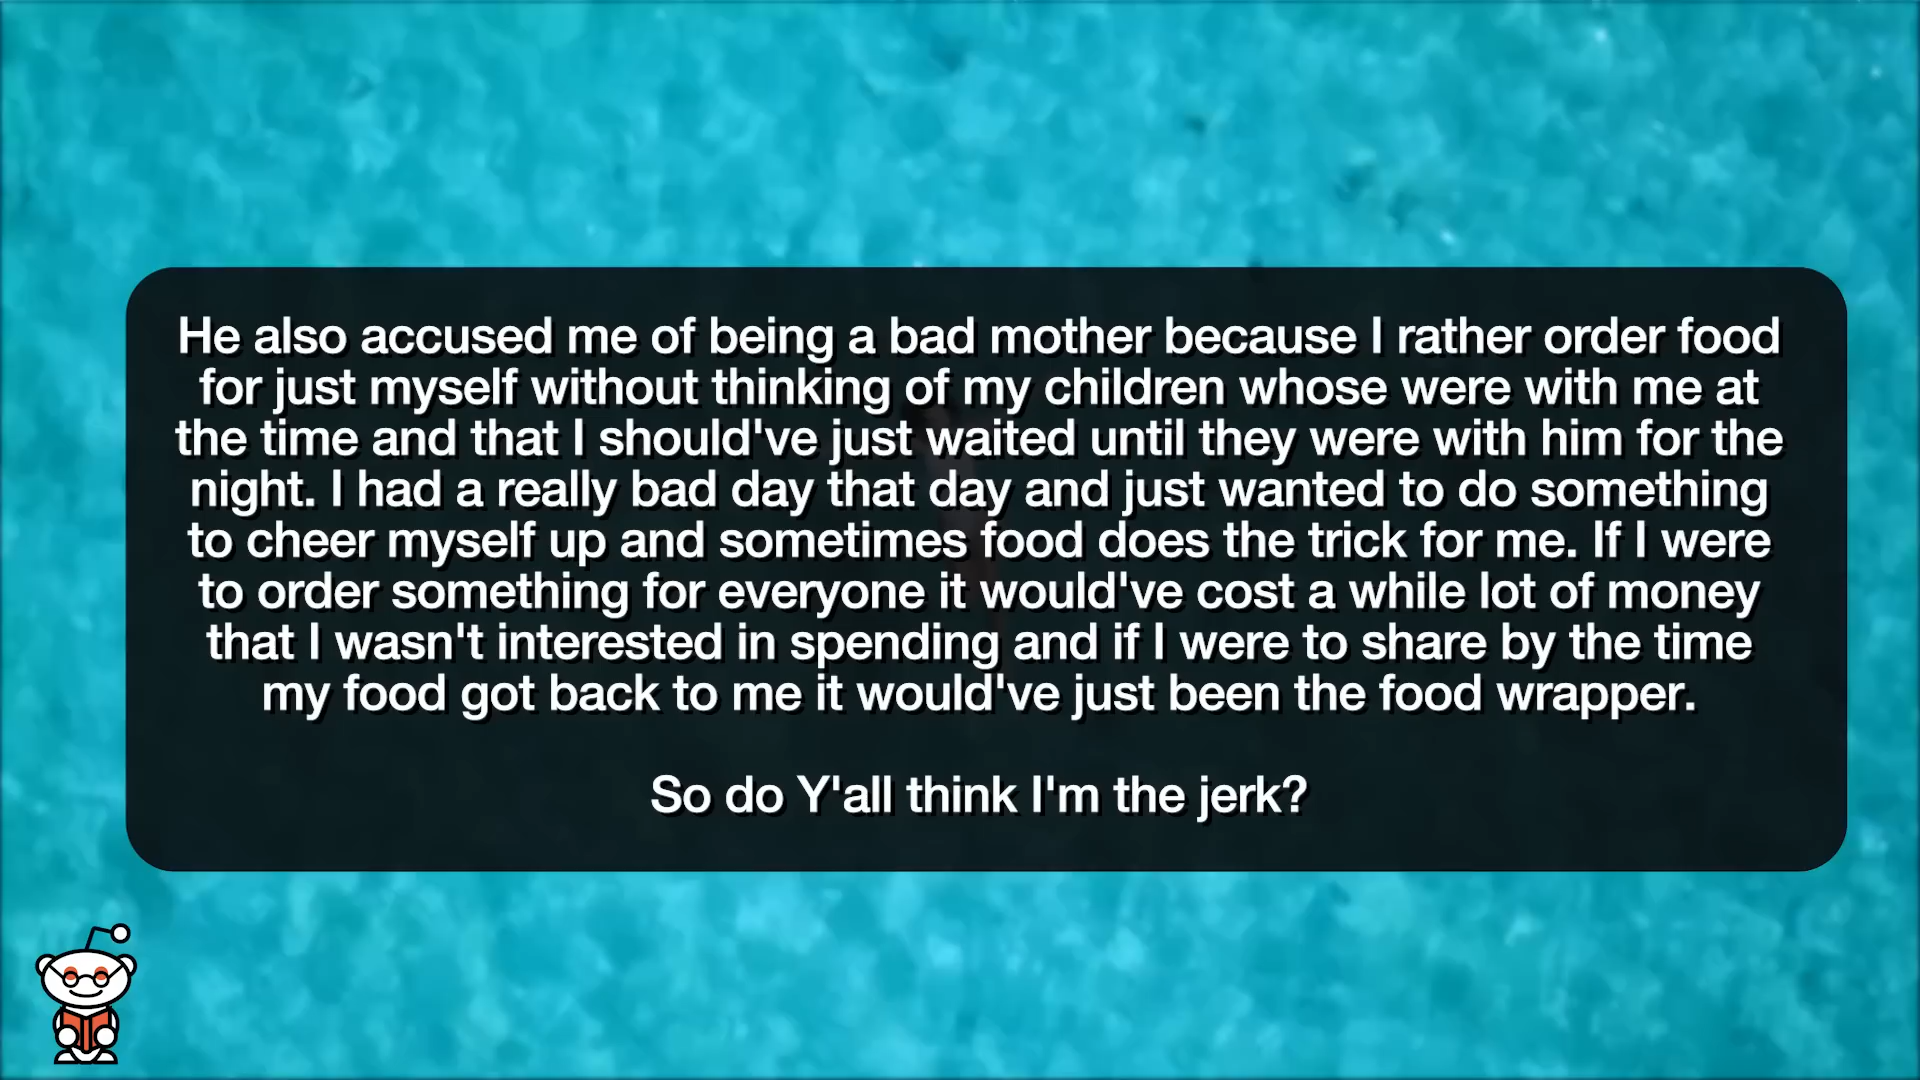 He also accused me of being a bad mother because I rather order food
for just myself without thinking of my children whose were with me at
the time and that I should've just waited until they were with him for the
night. I had a really bad day that day and just wanted to do something
to cheer myself up and sometimes food does the trick for me. If I were
to order something for everyone it would've cost a while lot of money
that I wasn't interested in spending and if I were to share by the time
my food got back to me it would've just been the food wrapper.
So do Y'all think I'm the jerk?